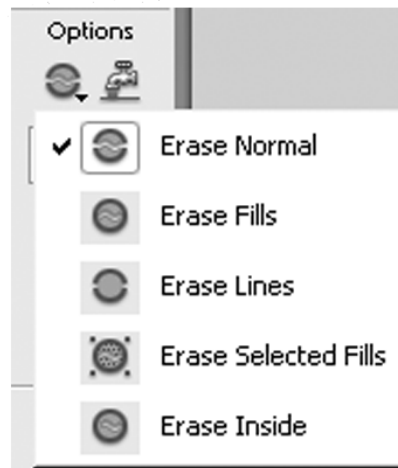 Options
Erase Normal
Erase Fills
Erase Lines
Erase Selected Fills
Erase Inside